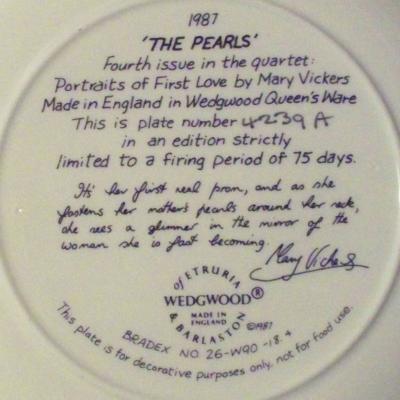 1987
'THE PEARLS'
Fourth issue in the quartet:
Portraits of First Love by Mary Vickers
Made in England in Wedgwood Queen's Ware
This is plate number 4239A
in an edition strictly
limited to a firing period of 75 days.
It's her first real prom, and as she
fastens her mother's pearls around her neck,
she sees a glimmer in the mirror of the
woman she is fast becoming.
Mary Vickers
of ETRURIA
WEDGWOOD®
MADE IN
ENGLAND
& BARLASTON
©1987
BRADEX NO. 26-W90-18.4
This plate is for decorative purposes only, not for food use.